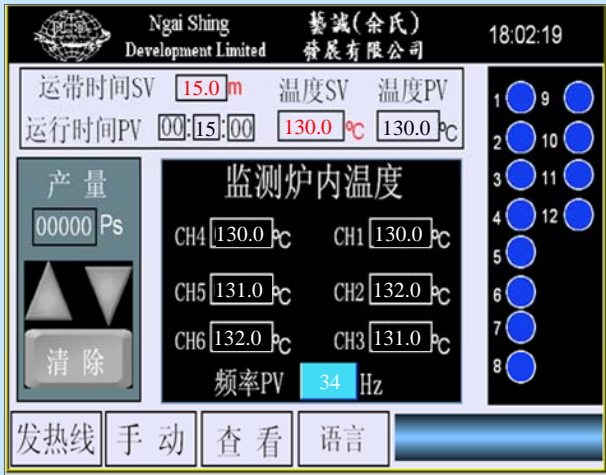 Ngai Shing 藝誠(余氏) 18:02:19
Development Limited 發展有限公司
运带时间SV 15.0 m 温度SV 温度PV
运行时间PV 00:15:00 130.0 ℃ 130.0 ℃
产 量
00000 Ps
清 除
监测炉内温度
CH4 130.0 ℃ CH1 130.0 ℃
CH5 131.0 ℃ CH2 132.0 ℃
CH6 132.0 ℃ CH3 131.0 ℃
频率PV 34 Hz
1 9
2 10
3 11
4 12
5
6
7
8
发热线 手 动 查 看 语言